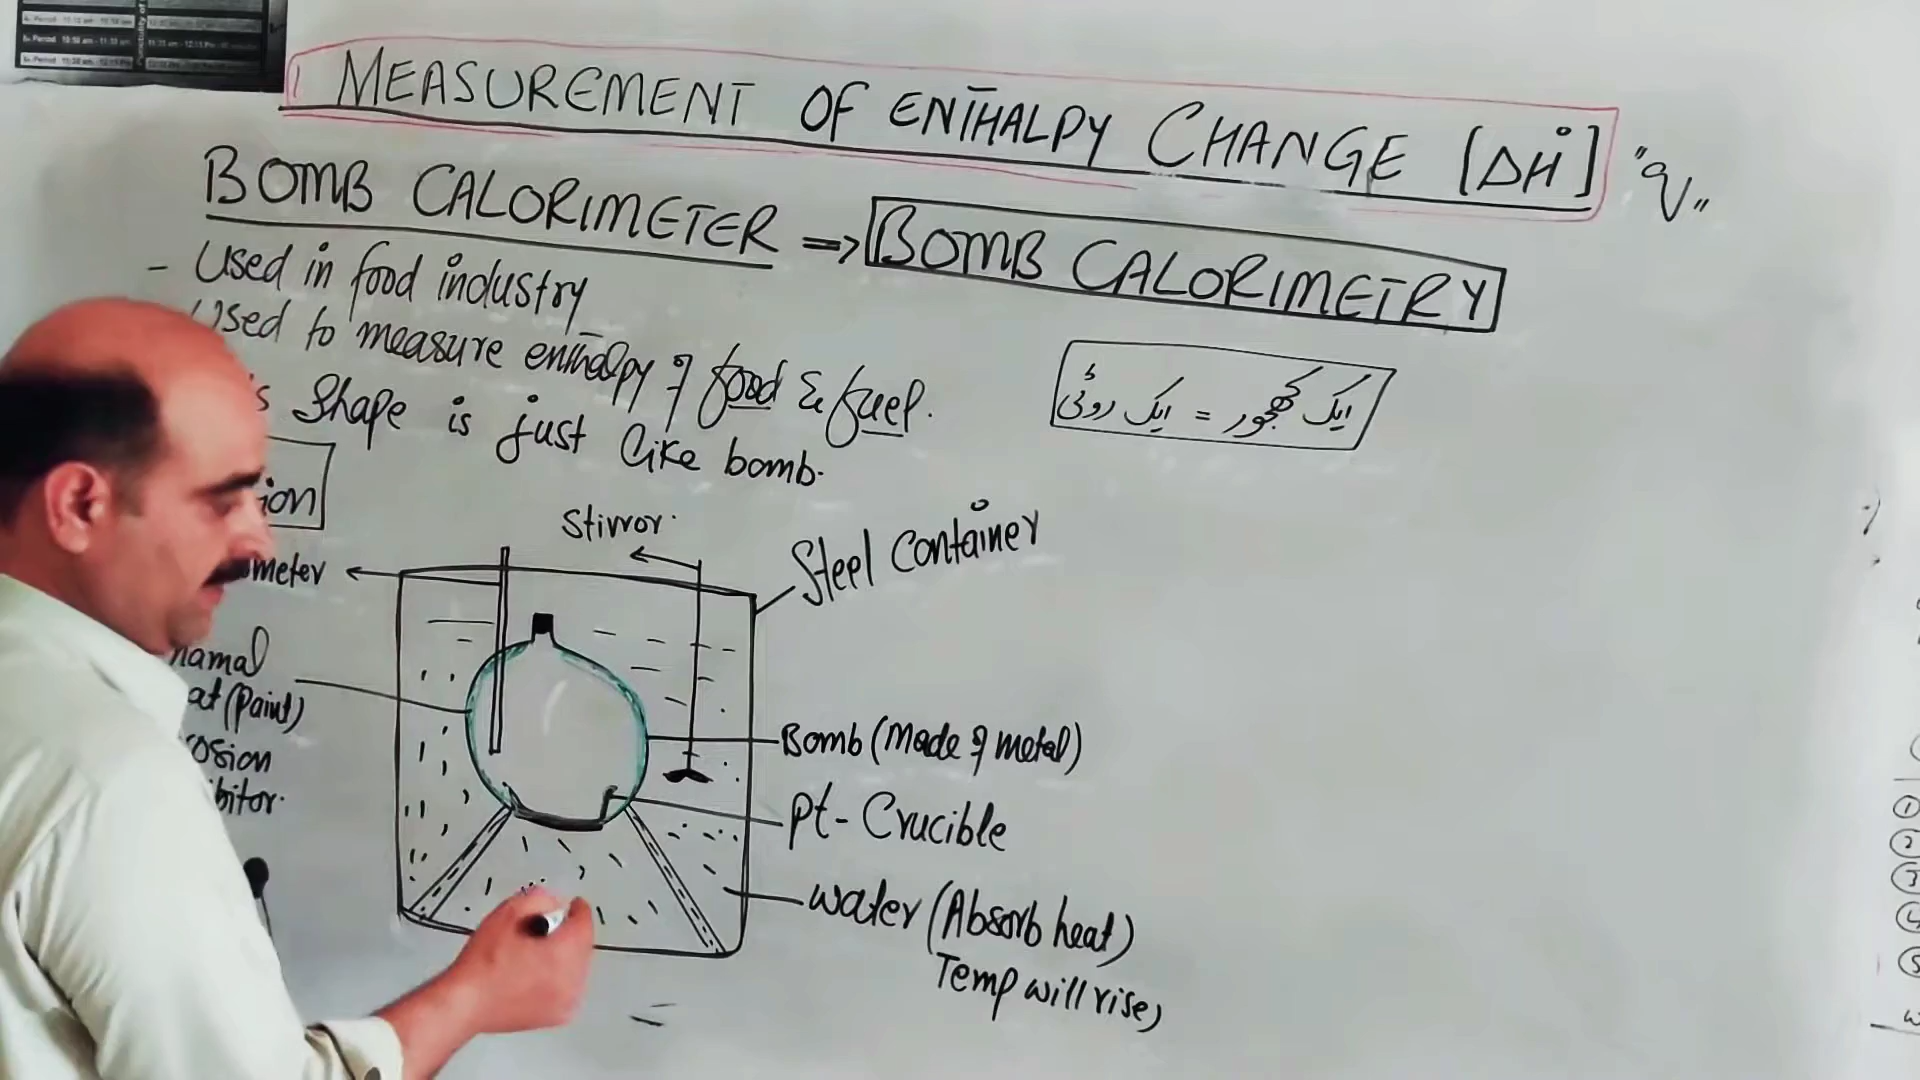 MEASUREMENT OF ENTHALPY CHANGE [ΔH°] "q"
BOMB CALORIMETER => BOMB CALORIMETRY
- Used in food industry
Used to measure enthalpy of food & fuel.
Shape is just like bomb.
ایک کھجور = ایک روٹی
Stirror
Steel Container
Bomb (Made of metal)
Pt- Crucible
water (Absorb heat)
Temp will rise,
(Paint)